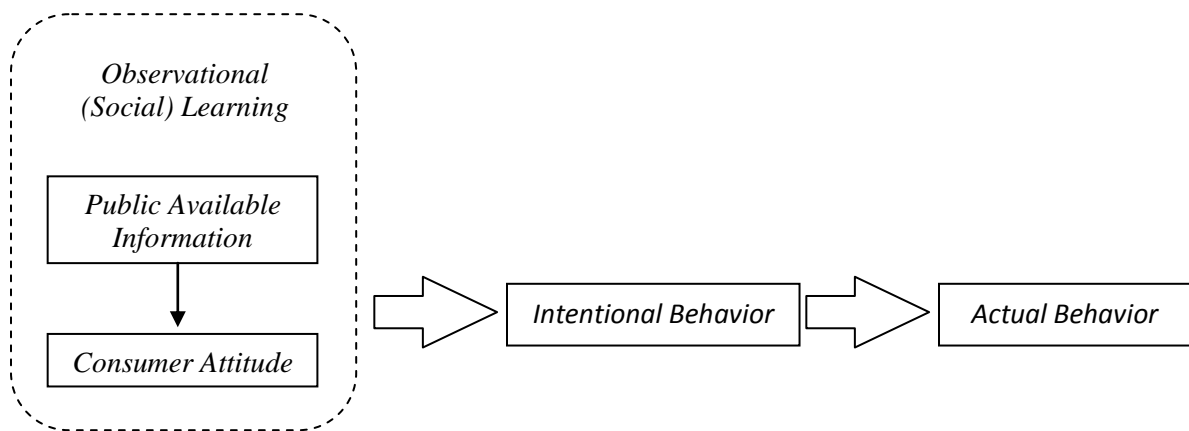 Observational
(Social) Learning
Public Available
Information
Consumer Attitude
Intentional Behavior
Actual Behavior